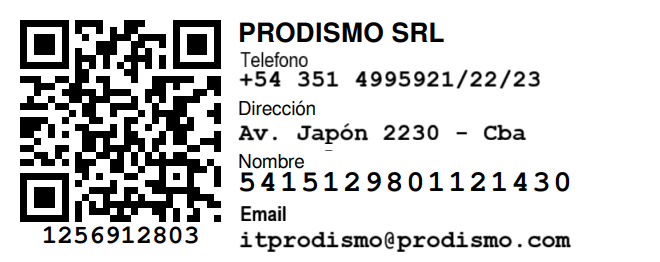 PRODISMO SRL
Telefono
+54 351 4995921/22/23
Dirección
Av. Japón 2230 - Cba
Nombre
5415129801121430
Email
itprodismo@prodismo.com
1256912803